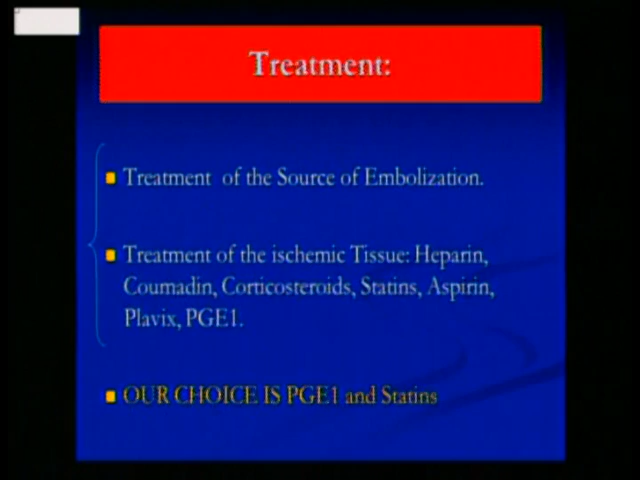 Treatment:
Treatment of the Source of Embolization.
Treatment of the ischemic Tissue: Heparin,
Coumadin, Corticosteroids, Statins, Aspirin,
Plavix, PGE1.
OUR CHOICE IS PGE1 and Statins